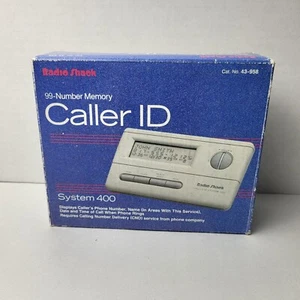 Radio Shack
Cat. No. 43-958
99-Number Memory
Caller ID
JOHN SMITH
Radio Shack
System 400
Displays Caller's Phone Number, Name (In Areas With This Service),
Date and Time of Call When Phone Rings
Requires Calling Number Delivery (CND) service from phone company